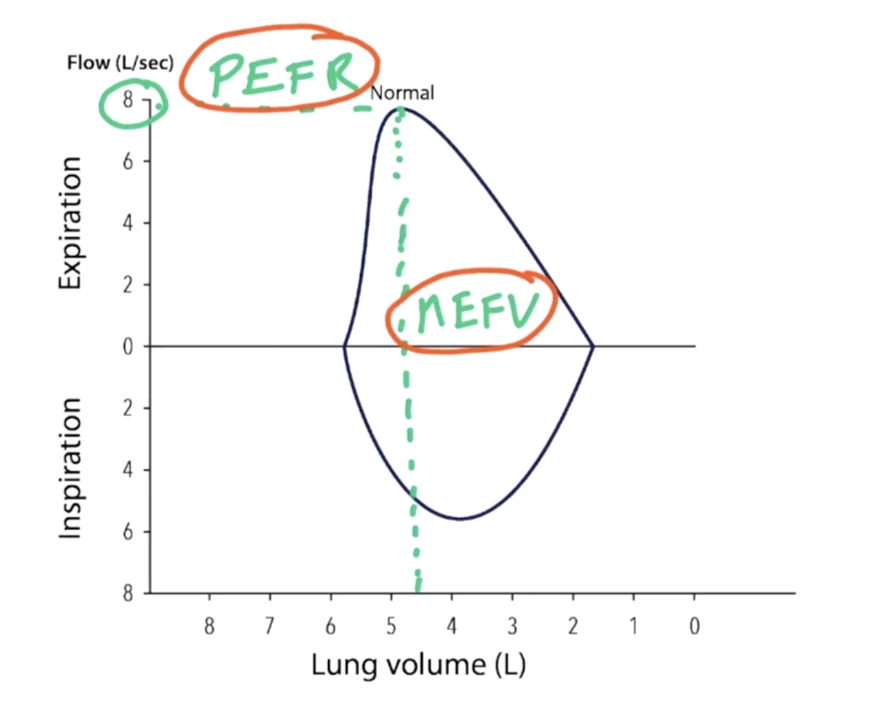 Flow (L/sec)
PEFR
Normal
8
6
4
2
0
2
4
6
8
Expiration
Inspiration
MEFV
8 7 6 5 4 3 2 1 0
Lung volume (L)